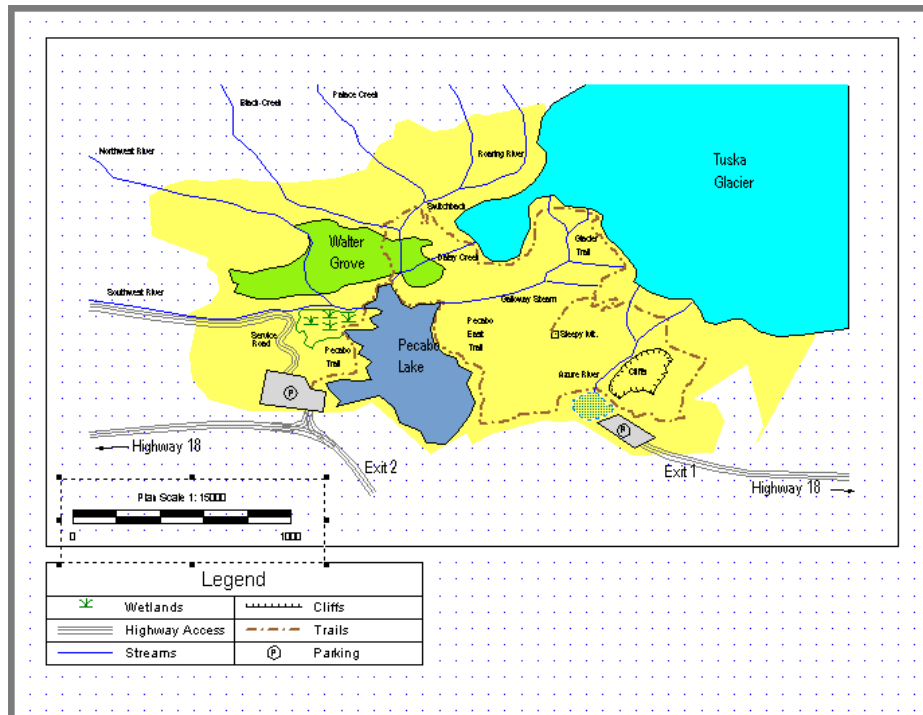 Palace Creek
Black Creek
Northwest River
Roaring River
Tuska
Glacier
Switchback
Walter
Grove
Glacier
Trail
Daisy Creek
Southwest River
Galloway Stream
Service
Road
Pecabo
Trail
Pecabo
Lake
Pecabo
East
Trail
Sleepy Mt.
Azure River
Cliffs
P
P
Highway 18
Exit 2
Exit 1
Highway 18
Plan Scale 1:15000
0 1000
Legend
Wetlands Cliffs
Highway Access Trails
Streams P Parking